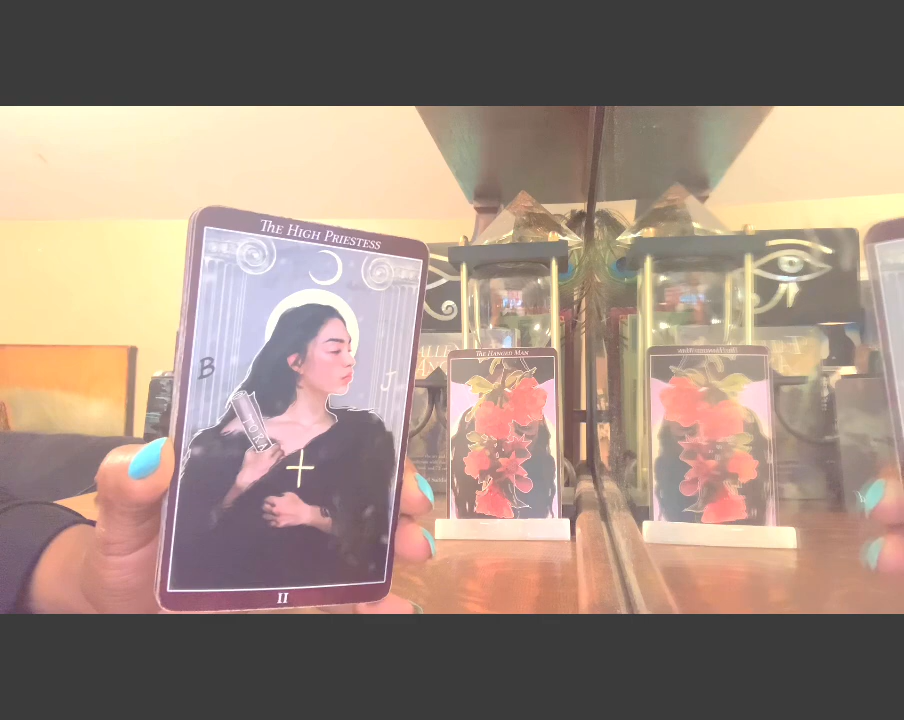 The High Priestess
B
J
TORA
II
The Hanged Man